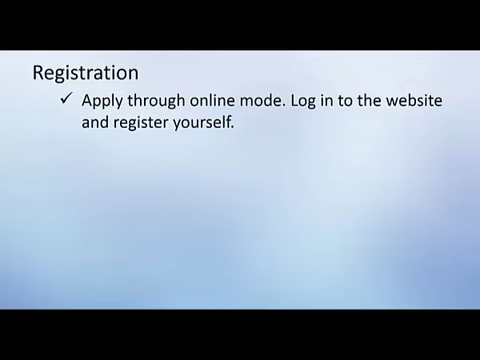 Registration
✓ Apply through online mode. Log in to the website
and register yourself.